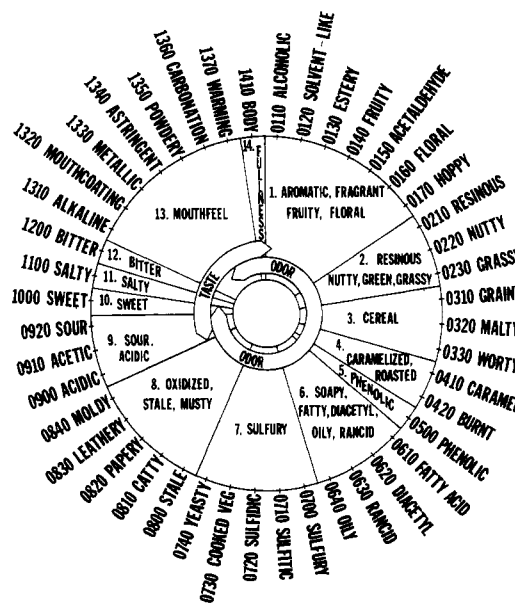 0110 ALCOHOLIC
0120 SOLVENT-LIKE
0130 ESTERY
0140 FRUITY
0150 ACETALDEHYDE
0160 FLORAL
0170 HOPPY
0210 RESINOUS
0220 NUTTY
0230 GRASSY
0310 GRAINY
0320 MALTY
0330 WORTY
0410 CARAMEL
0420 BURNT
0500 PHENOLIC
0610 FATTY ACID
0620 DIACETYL
0630 RANCID
0640 OILY
0700 SULFURY
0710 SULFITIC
0720 SULFIDIC
0730 COOKED VEG
0740 YEASTY
0800 STALE
0810 CATTY
0820 PAPERY
0830 LEATHERY
0840 MOLDY
0900 ACIDIC
0910 ACETIC
0920 SOUR
1000 SWEET
1100 SALTY
1200 BITTER
1310 ALKALINE
1320 MOUTHCOATING
1330 METALLIC
1340 ASTRINGENT
1350 POWDERY
1360 CARBONATION
1370 WARMING
1410 BODY
1. AROMATIC, FRAGRANT
FRUITY, FLORAL
2. RESINOUS
NUTTY, GREEN, GRASSY
3. CEREAL
4.
CARAMELIZED,
ROASTED
5. PHENOLIC
6. SOAPY,
FATTY, DIACETYL,
OILY, RANCID
7. SULFURY
8. OXIDIZED,
STALE, MUSTY
9. SOUR,
ACIDIC
10. SWEET
11. SALTY
12. BITTER
13. MOUTHFEEL
14.
FULLNESS
ODOR
TASTE
ODOR